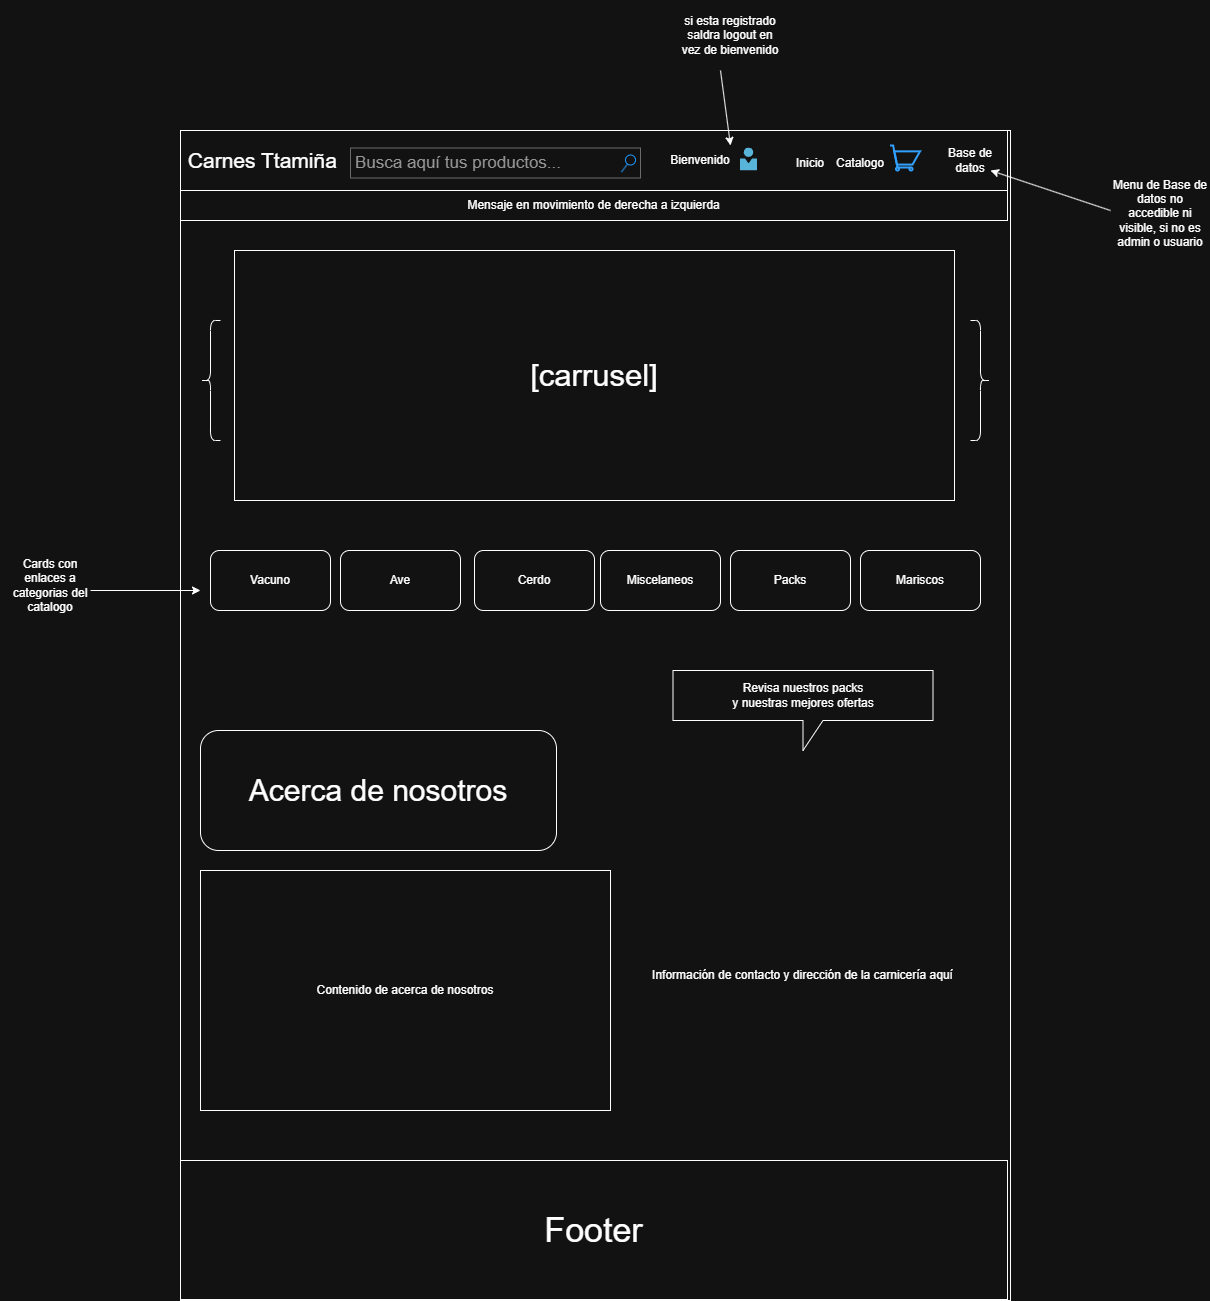 si esta registrado
saldra logout en
vez de bienvenido
Carnes Ttamiña
Busca aquí tus productos...
Bienvenido
Inicio
Catalogo
Base de
datos
Menu de Base de
datos no
accedible ni
visible, si no es
admin o usuario
Mensaje en movimiento de derecha a izquierda
[carrusel]
Cards con
enlaces a
categorias del
catalogo
Vacuno
Ave
Cerdo
Miscelaneos
Packs
Mariscos
Revisa nuestros packs
y nuestras mejores ofertas
Acerca de nosotros
Contenido de acerca de nosotros
Información de contacto y dirección de la carnicería aquí
Footer